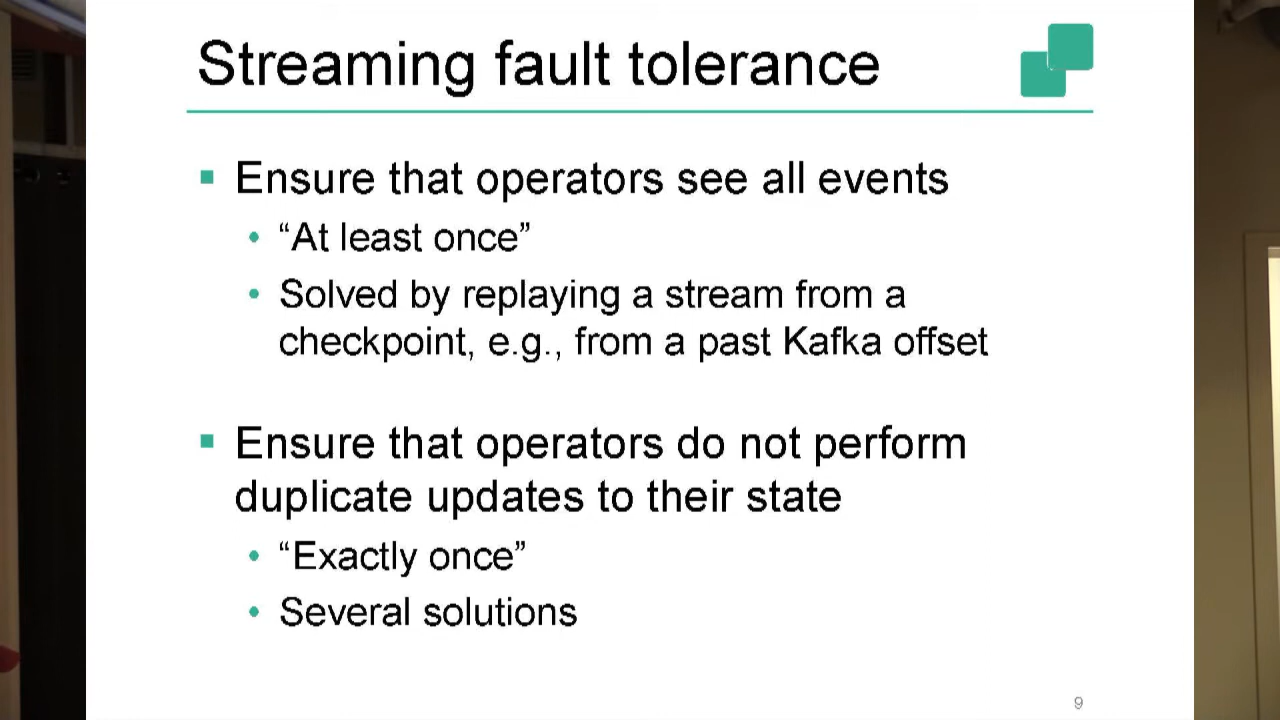 Streaming fault tolerance
Ensure that operators see all events
“At least once”
Solved by replaying a stream from a
checkpoint, e.g., from a past Kafka offset
Ensure that operators do not perform
duplicate updates to their state
“Exactly once”
Several solutions
9